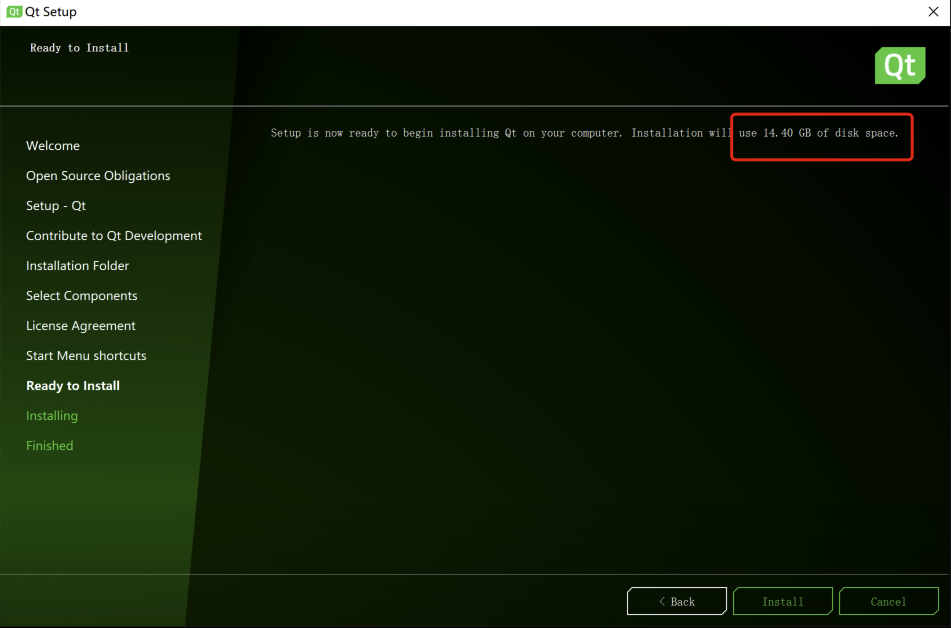 Qt Qt Setup
Ready to Install
Qt
Setup is now ready to begin installing Qt on your computer. Installation will use 14.40 GB of disk space.
Welcome
Open Source Obligations
Setup - Qt
Contribute to Qt Development
Installation Folder
Select Components
License Agreement
Start Menu shortcuts
Ready to Install
Installing
Finished
< Back Install Cancel